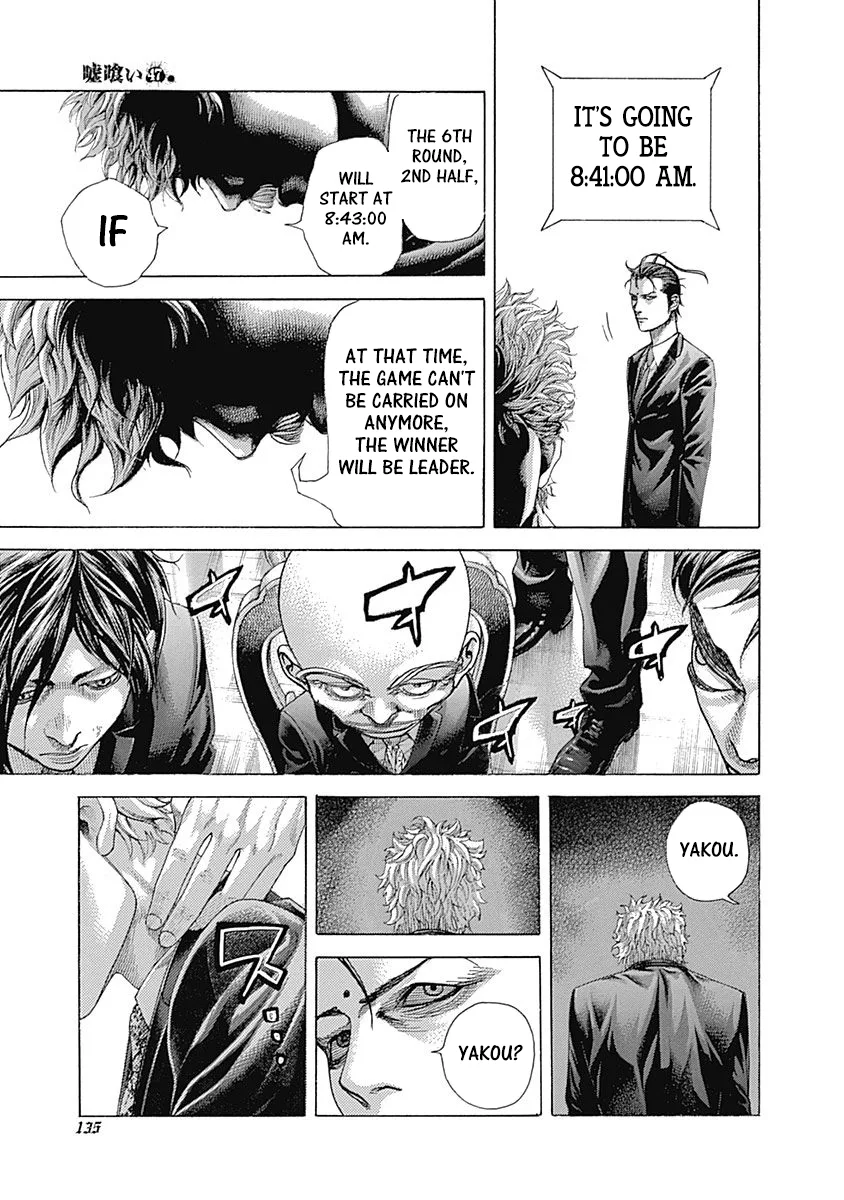 嘘喰い
IT'S GOING
TO BE
8:41:00 AM.
THE 6TH
ROUND,
2ND HALF,
WILL
START AT
8:43:00
AM.
IF
AT THAT TIME,
THE GAME CAN'T
BE CARRIED ON
ANYMORE,
THE WINNER
WILL BE LEADER.
YAKOU.
YAKOU?
ス
135